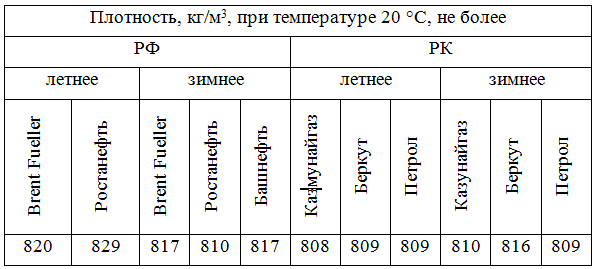 Плотность, кг/м³, при температуре 20 °С, не более
РФ РК
летнее зимнее летнее зимнее
Brent Fueller Ростанефть Brent Fueller Ростанефть Башнефть Казмунайгаз Беркут Петрол Казунайгаз Беркут Петрол
820 829 817 810 817 808 809 809 810 816 809